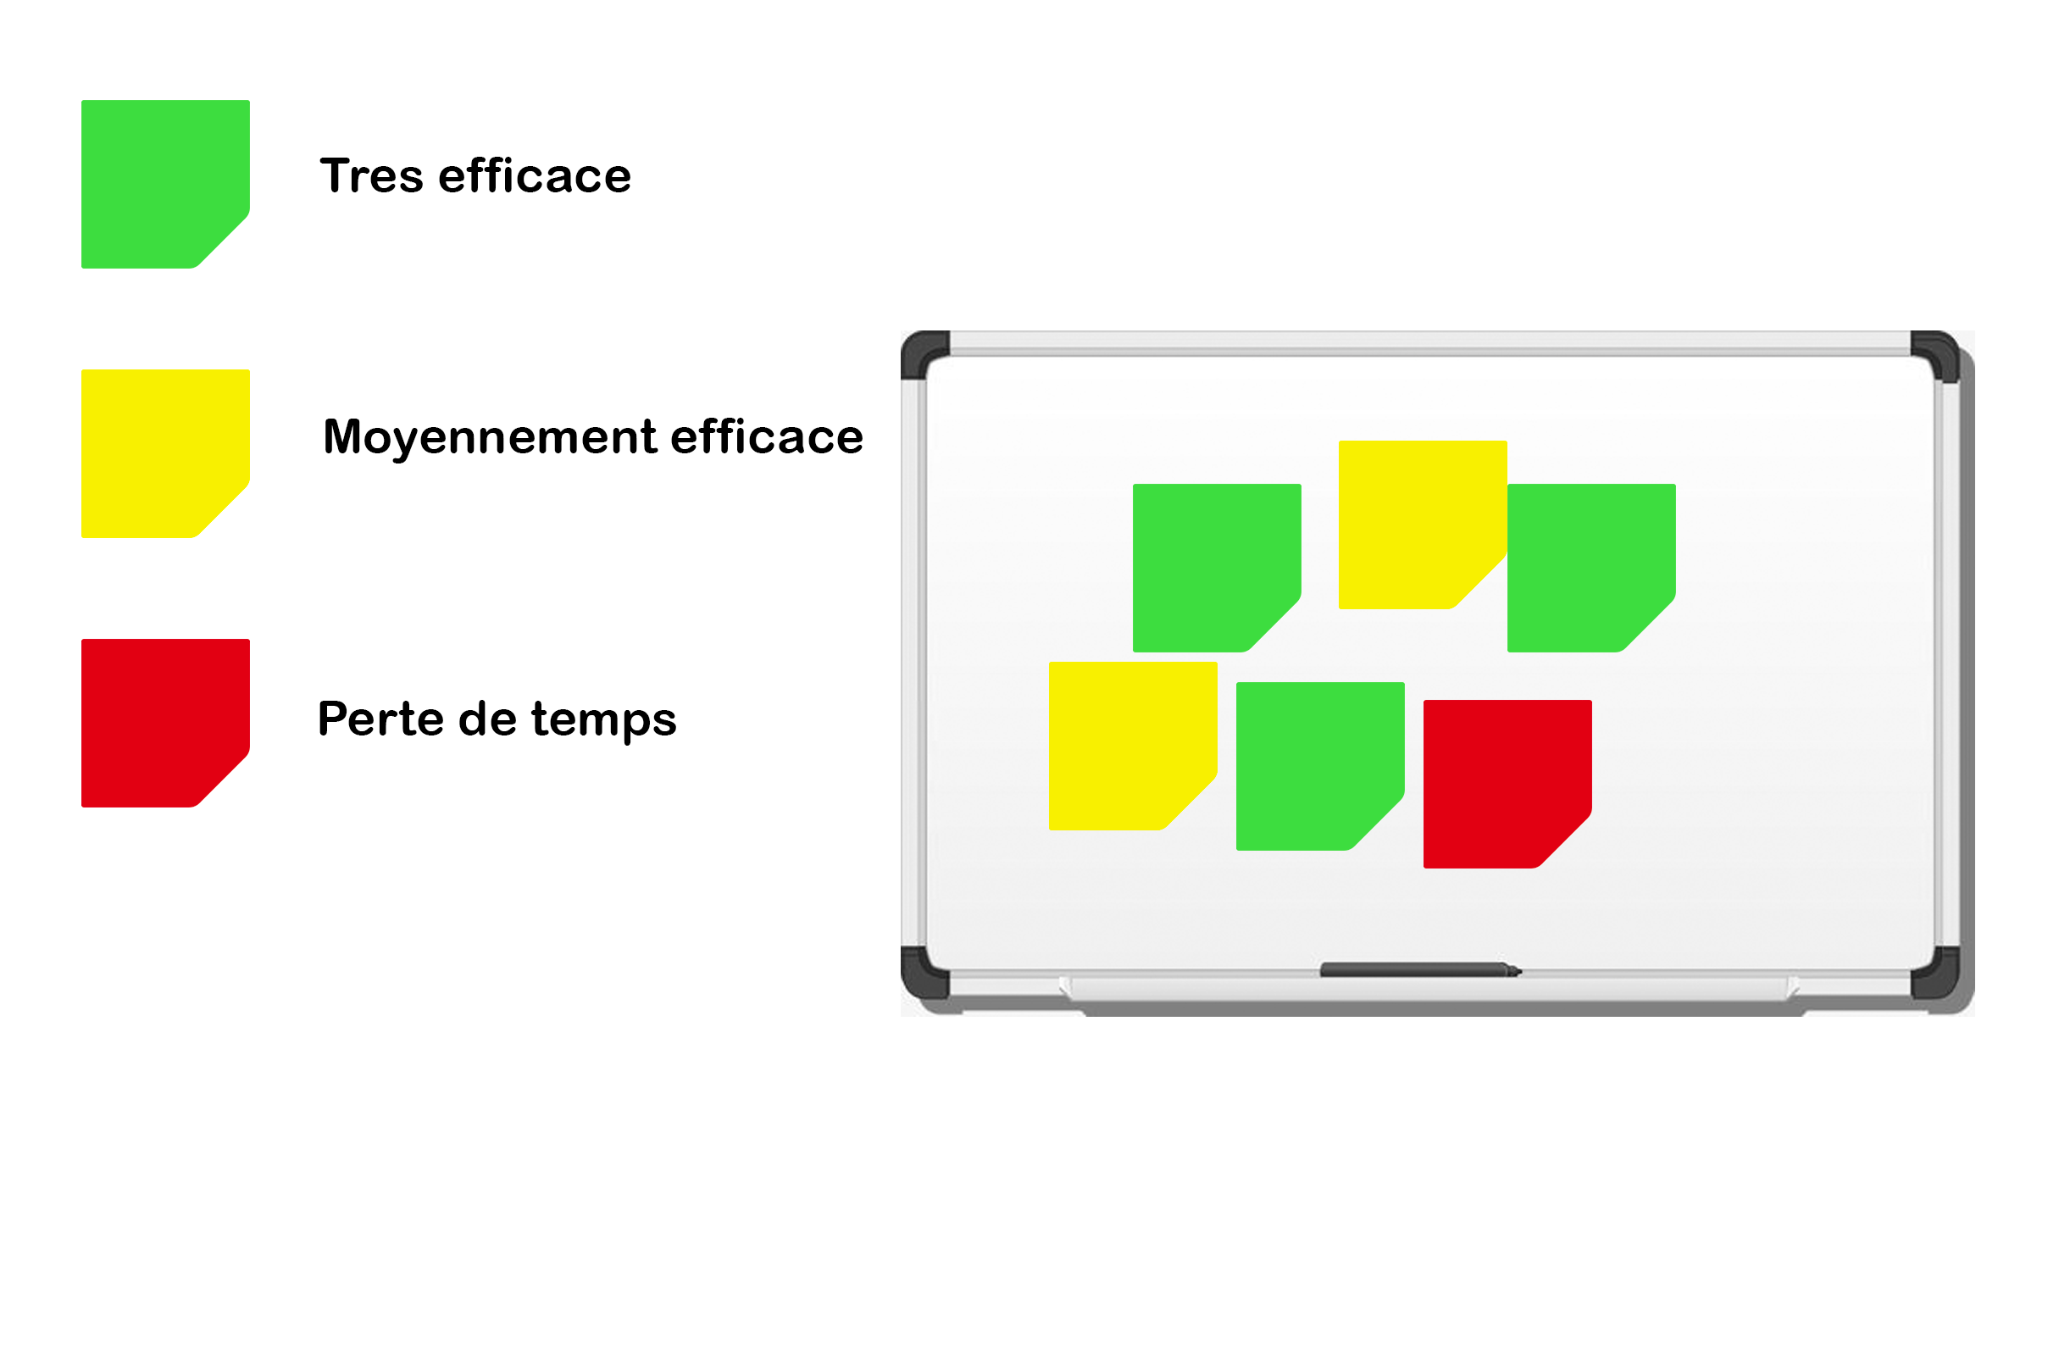 Tres efficace
Moyennement efficace
Perte de temps